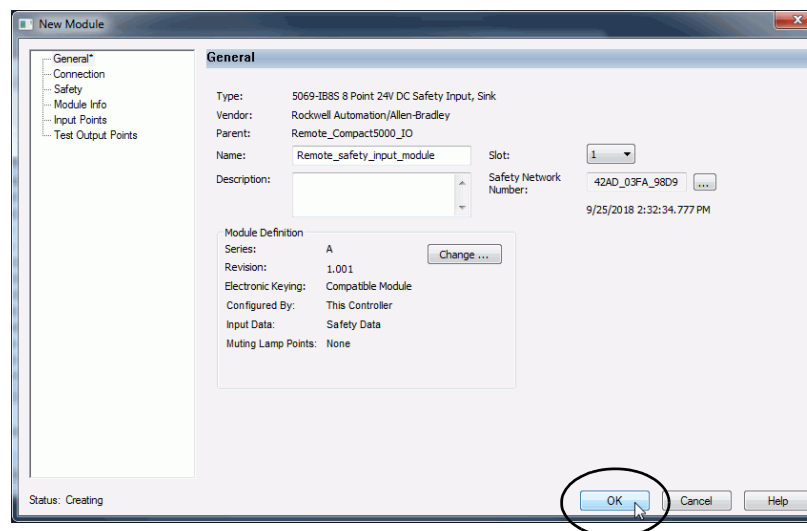 New Module
General*
Connection
Safety
Module Info
Input Points
Test Output Points
General
Type: 5069-IB8S 8 Point 24V DC Safety Input, Sink
Vendor: Rockwell Automation/Allen-Bradley
Parent: Remote_Compact5000_IO
Name: Remote_safety_input_module Slot: 1
Description: Safety Network Number: 42AD_03FA_98D9 ...
9/25/2018 2:32:34.777 PM
Module Definition
Series: A Change ...
Revision: 1.001
Electronic Keying: Compatible Module
Configured By: This Controller
Input Data: Safety Data
Muting Lamp Points: None
Status: Creating OK Cancel Help